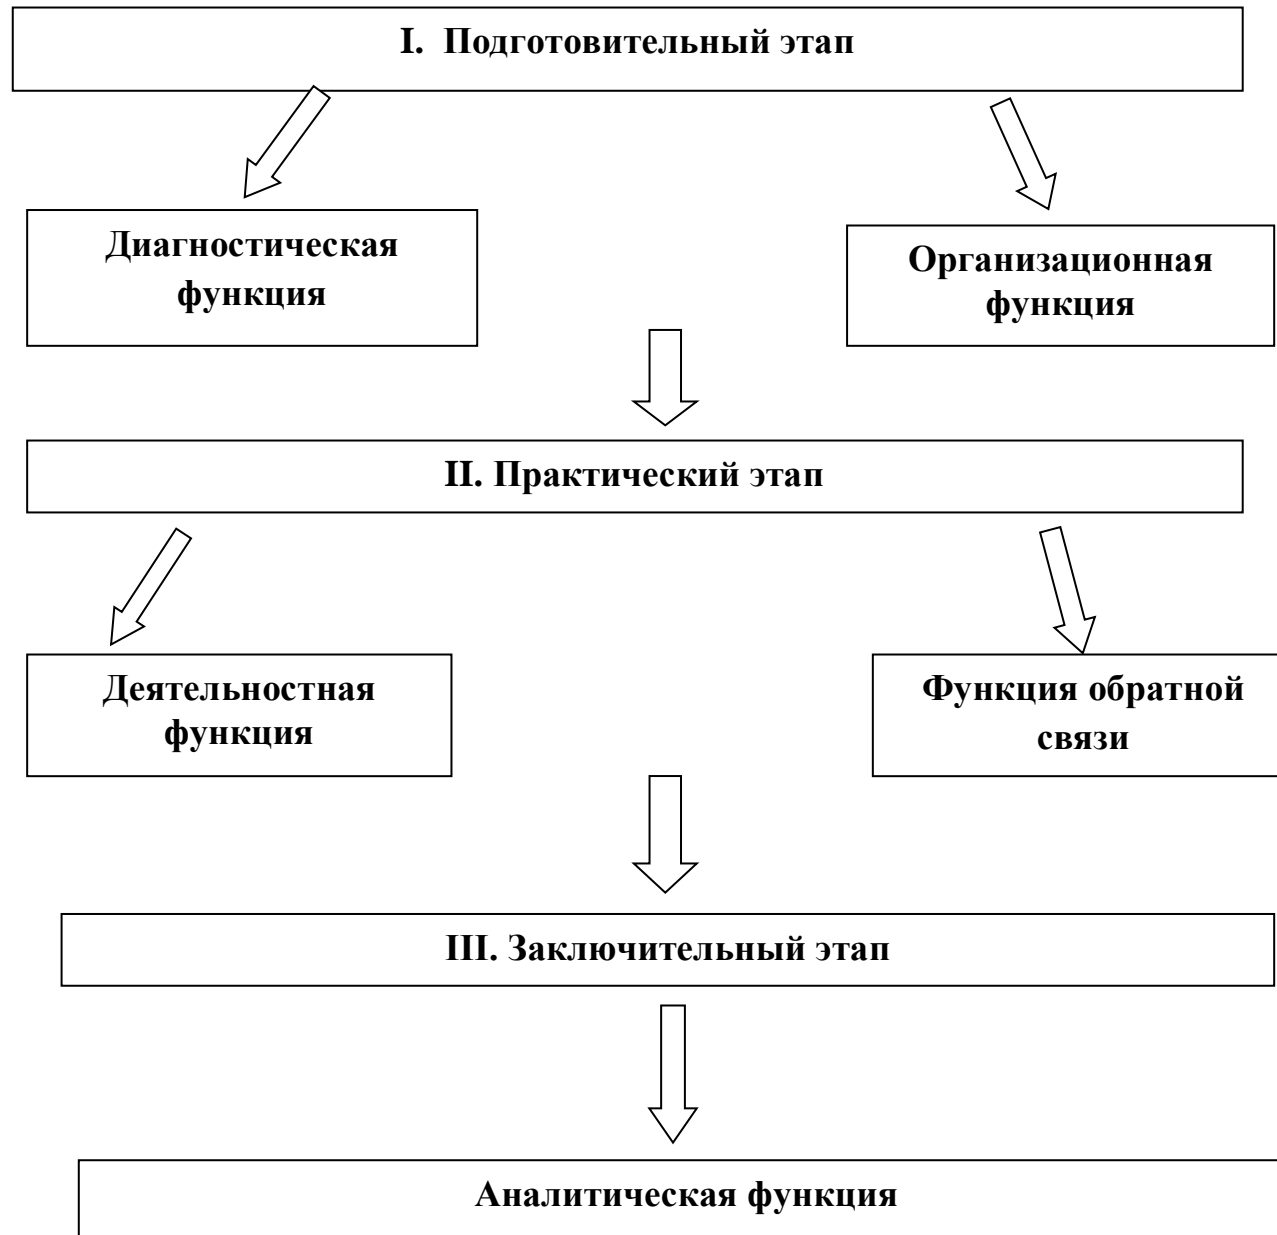 I. Подготовительный этап
Диагностическая
функция
Организационная
функция
II. Практический этап
Деятельностная
функция
Функция обратной
связи
III. Заключительный этап
Аналитическая функция